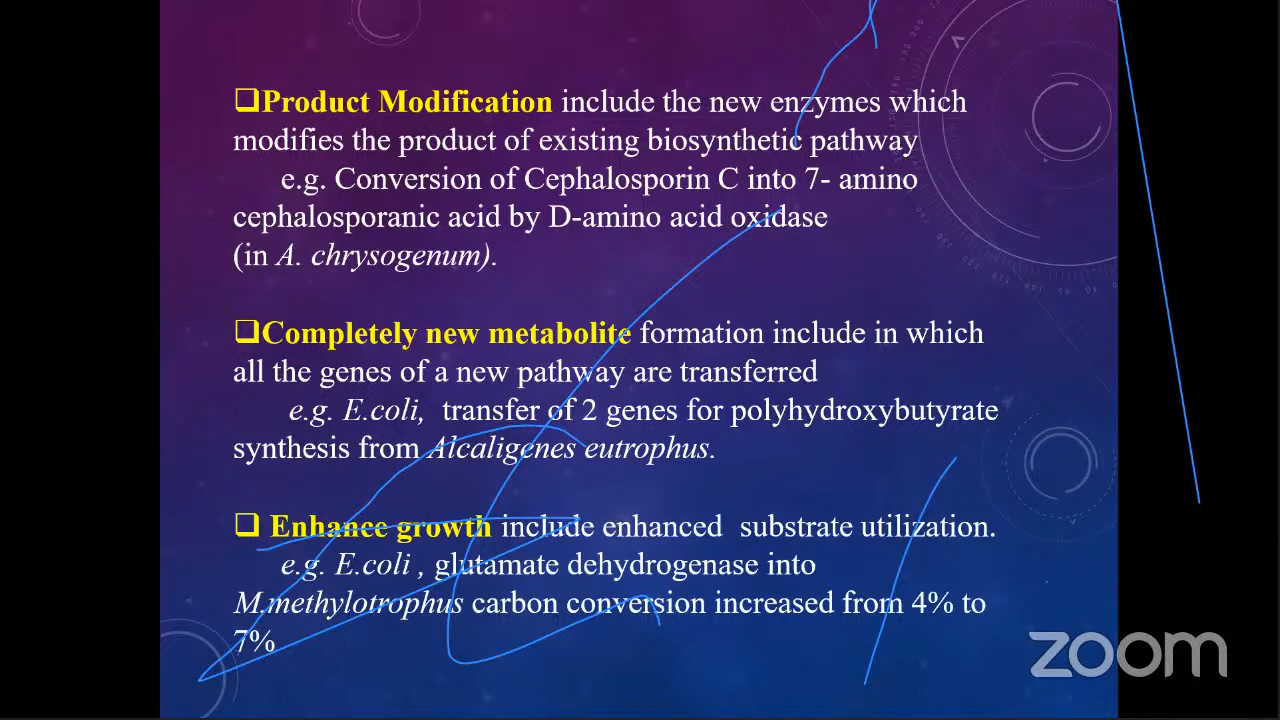 ❑Product Modification include the new enzymes which
modifies the product of existing biosynthetic pathway
e.g. Conversion of Cephalosporin C into 7- amino
cephalosporanic acid by D-amino acid oxidase
(in A. chrysogenum).
❑Completely new metabolite formation include in which
all the genes of a new pathway are transferred
e.g. E.coli, transfer of 2 genes for polyhydroxybutyrate
synthesis from Alcaligenes eutrophus.
❑ Enhance growth include enhanced substrate utilization.
e.g. E.coli , glutamate dehydrogenase into
M.methylotrophus carbon conversion increased from 4% to
7%
zoom